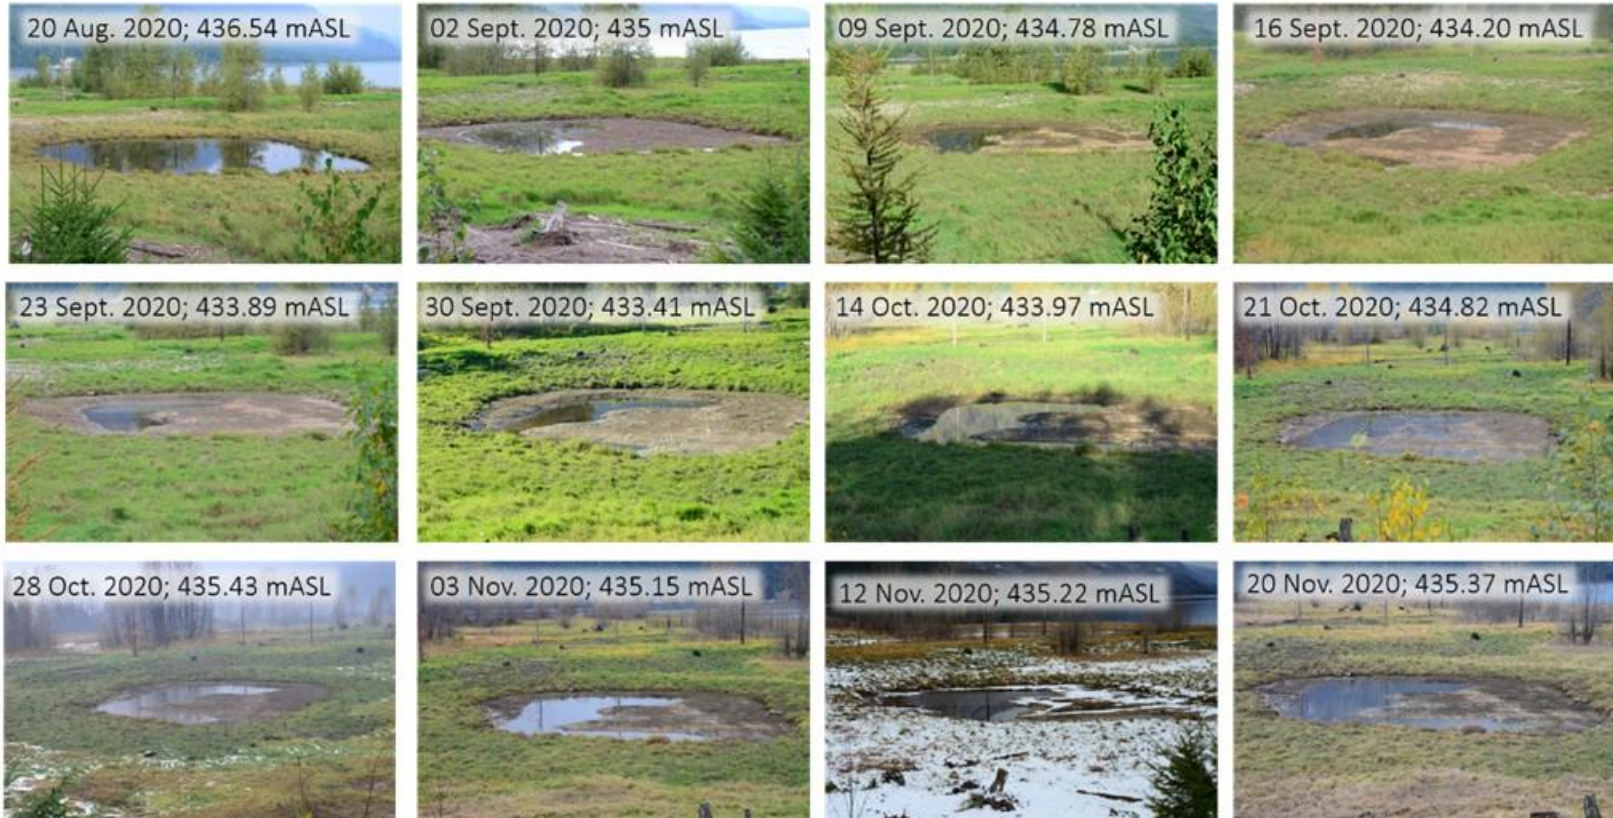 20 Aug. 2020; 436.54 mASL
02 Sept. 2020; 435 mASL
09 Sept. 2020; 434.78 mASL
16 Sept. 2020; 434.20 mASL
23 Sept. 2020; 433.89 mASL
30 Sept. 2020; 433.41 mASL
14 Oct. 2020; 433.97 mASL
21 Oct. 2020; 434.82 mASL
28 Oct. 2020; 435.43 mASL
03 Nov. 2020; 435.15 mASL
12 Nov. 2020; 435.22 mASL
20 Nov. 2020; 435.37 mASL